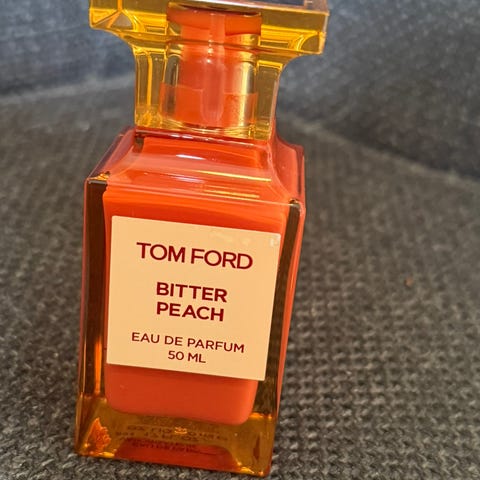 TOM FORD
BITTER
PEACH
EAU DE PARFUM
50 ML